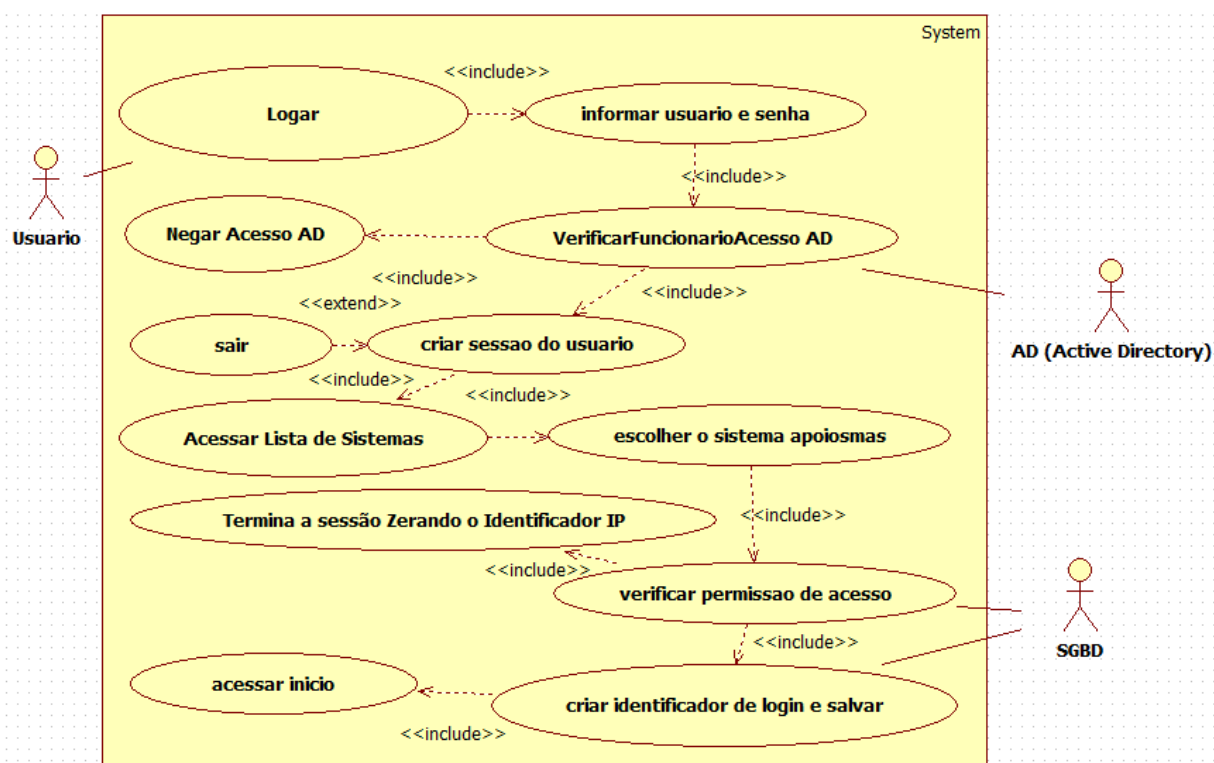 System
<<include>>
Logar
informar usuario e senha
<<include>>
Usuario
Negar Acesso AD
VerificarFuncionarioAcesso AD
<<include>>
<<include>>
<<extend>>
sair
criar sessao do usuario
AD (Active Directory)
<<include>>
<<include>>
Acessar Lista de Sistemas
escolher o sistema apoiosmas
Termina a sessão Zerando o Identificador IP
<<include>>
<<include>>
verificar permissao de acesso
<<include>>
SGBD
acessar inicio
criar identificador de login e salvar
<<include>>